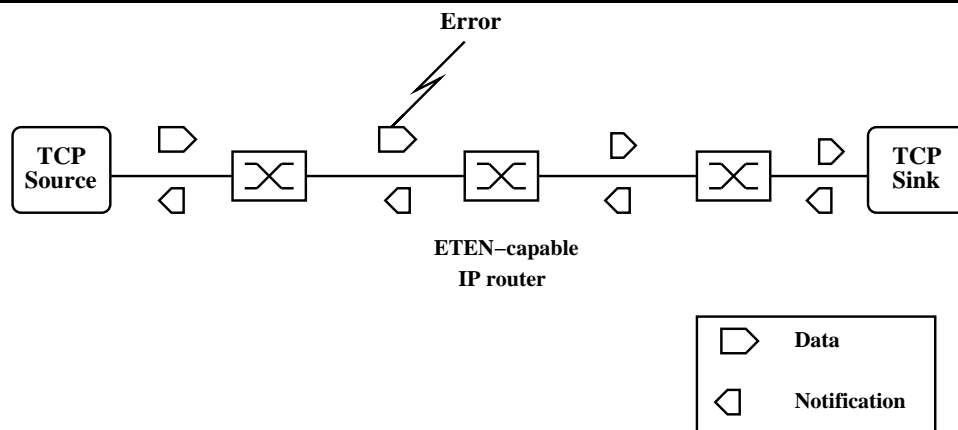 Error
TCP
Source
TCP
Sink
ETEN−capable
IP router
Data
Notification